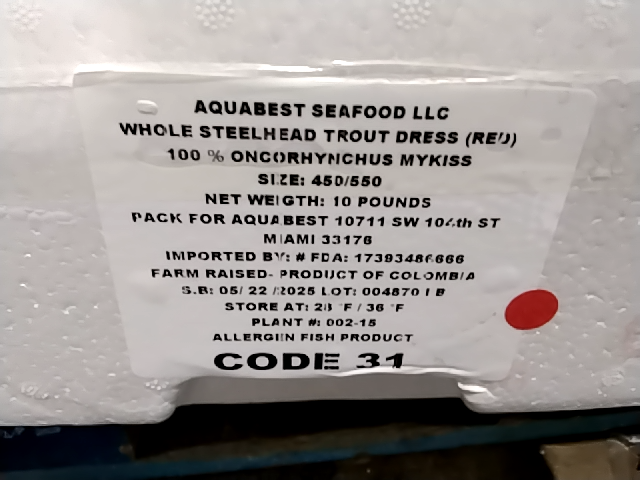 AQUABEST SEAFOOD LLC
WHOLE STEELHEAD TROUT DRESS (RED)
100 % ONCORHYNCHUS MYKISS
SIZE: 450/550
NET WEIGTH: 10 POUNDS
PACK FOR AQUABEST 10711 SW 104th ST
MIAMI 33176
IMPORTED BY: # FDA: 17393486666
FARM RAISED- PRODUCT OF COLOMBIA
S.B: 05/ 22 /2025 LOT: 004870
STORE AT: °F / 36 °F
PLANT #: 002-15
ALLERGEN FISH PRODUCT
CODE 31